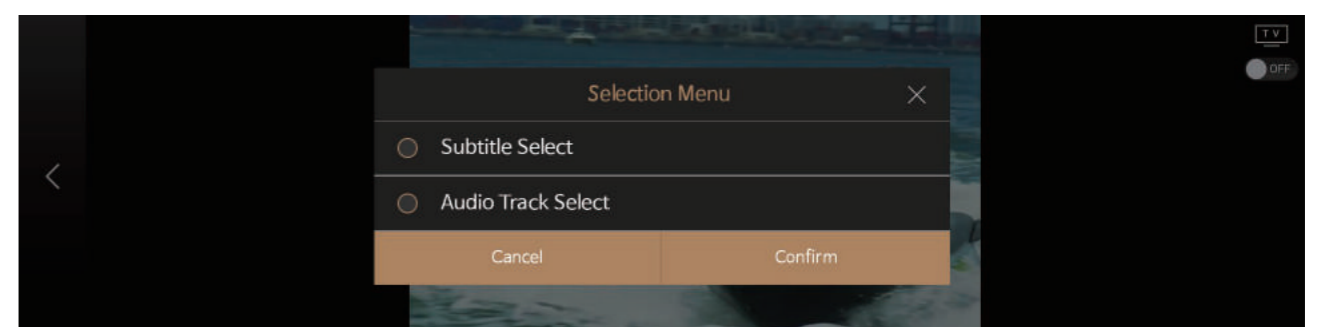 TV
Selection Menu
OFF
Subtitle Select
Audio Track Select
Cancel
Confirm